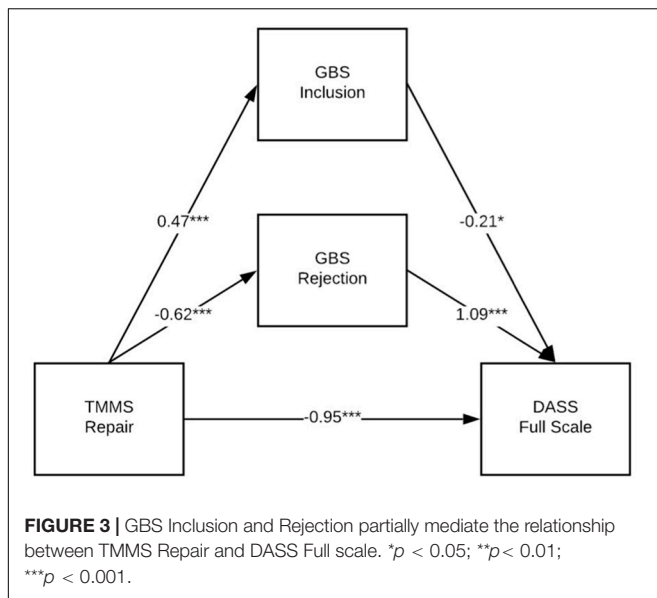 GBS
Inclusion
0.47***
-0.21*
GBS
Rejection
-0.62***
1.09***
TMMS
Repair
-0.95***
DASS
Full Scale
FIGURE 3 | GBS Inclusion and Rejection partially mediate the relationship
between TMMS Repair and DASS Full scale. *p < 0.05; **p< 0.01;
***p < 0.001.